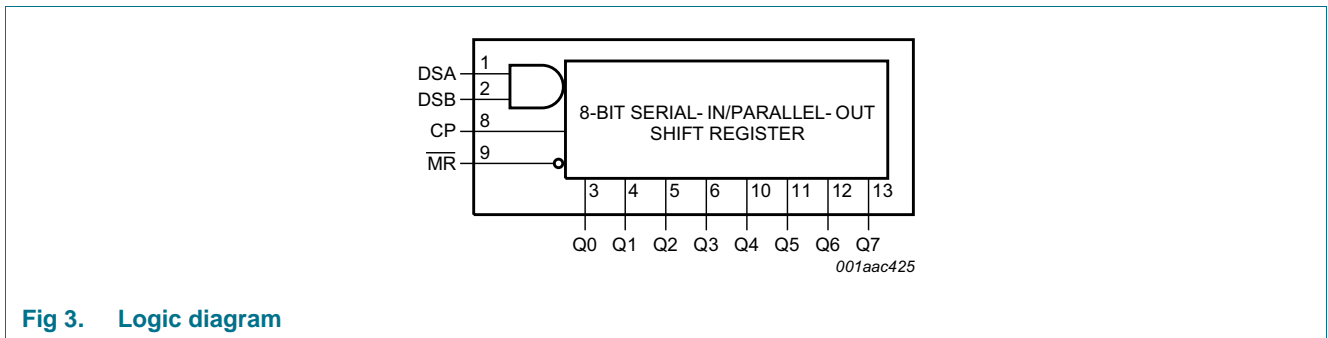 DSA 1
DSB 2
CP 8
MR 9
8-BIT SERIAL- IN/PARALLEL- OUT
SHIFT REGISTER
3 4 5 6 10 11 12 13
Q0 Q1 Q2 Q3 Q4 Q5 Q6 Q7
001aac425
Fig 3. Logic diagram